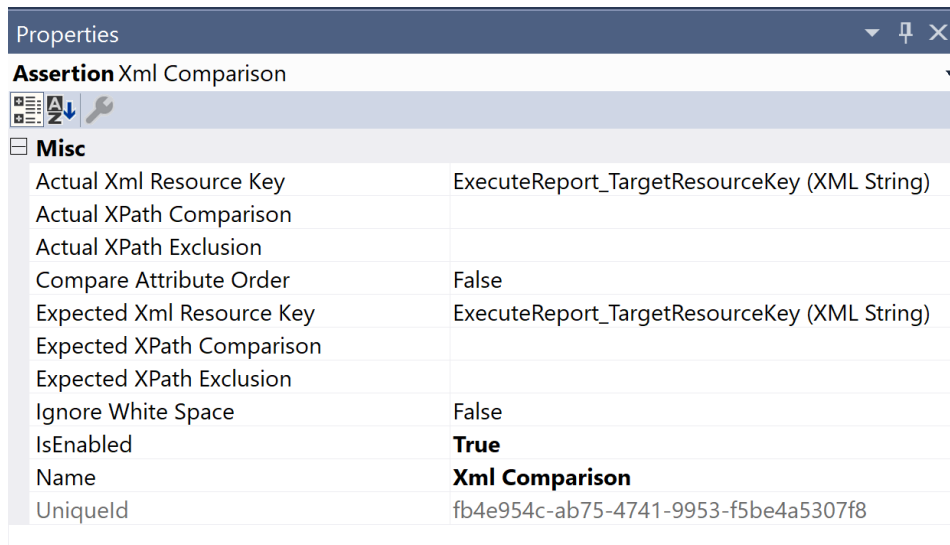 Properties
Assertion Xml Comparison
Misc
Actual Xml Resource Key ExecuteReport_TargetResourceKey (XML String)
Actual XPath Comparison
Actual XPath Exclusion
Compare Attribute Order False
Expected Xml Resource Key ExecuteReport_TargetResourceKey (XML String)
Expected XPath Comparison
Expected XPath Exclusion
Ignore White Space False
IsEnabled True
Name Xml Comparison
UniqueId fb4e954c-ab75-4741-9953-f5be4a5307f8